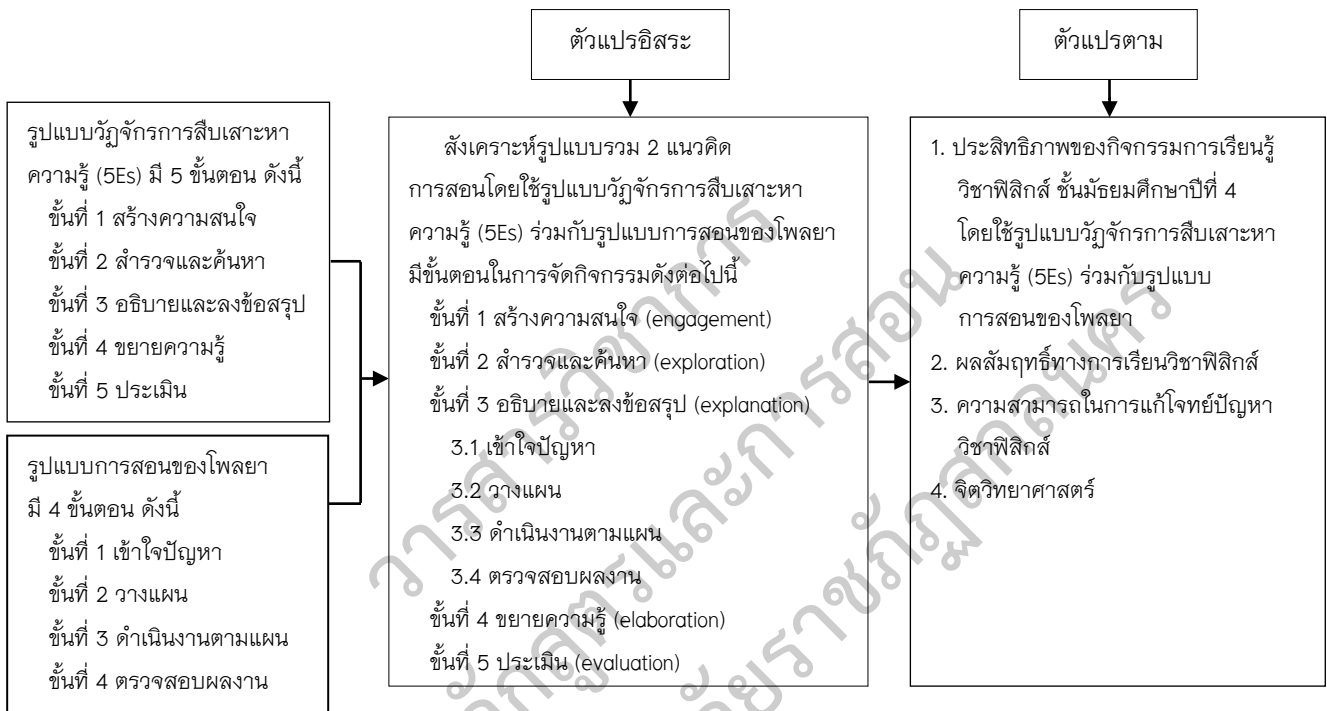 ตัวแปรอิสระ
ตัวแปรตาม
รูปแบบวัฏจักรการสืบเสาะหา
ความรู้ (5Es) มี 5 ขั้นตอน ดังนี้
ขั้นที่ 1 สร้างความสนใจ
ขั้นที่ 2 สำรวจและค้นหา
ขั้นที่ 3 อธิบายและลงข้อสรุป
ขั้นที่ 4 ขยายความรู้
ขั้นที่ 5 ประเมิน
รูปแบบการสอนของโพลยา
มี 4 ขั้นตอน ดังนี้
ขั้นที่ 1 เข้าใจปัญหา
ขั้นที่ 2 วางแผน
ขั้นที่ 3 ดำเนินงานตามแผน
ขั้นที่ 4 ตรวจสอบผลงาน
สังเคราะห์รูปแบบรวม 2 แนวคิด
การสอนโดยใช้รูปแบบวัฏจักรการสืบเสาะหา
ความรู้ (5Es) ร่วมกับรูปแบบการสอนของโพลยา
มีขั้นตอนในการจัดกิจกรรมดังต่อไปนี้
ขั้นที่ 1 สร้างความสนใจ (engagement)
ขั้นที่ 2 สำรวจและค้นหา (exploration)
ขั้นที่ 3 อธิบายและลงข้อสรุป (explanation)
3.1 เข้าใจปัญหา
3.2 วางแผน
3.3 ดำเนินงานตามแผน
3.4 ตรวจสอบผลงาน
ขั้นที่ 4 ขยายความรู้ (elaboration)
ขั้นที่ 5 ประเมิน (evaluation)
1. ประสิทธิภาพของกิจกรรมการเรียนรู้
วิชาฟิสิกส์ ชั้นมัธยมศึกษาปีที่ 4
โดยใช้รูปแบบวัฏจักรการสืบเสาะหา
ความรู้ (5Es) ร่วมกับรูปแบบ
การสอนของโพลยา
2. ผลสัมฤทธิ์ทางการเรียนวิชาฟิสิกส์
3. ความสามารถในการแก้โจทย์ปัญหา
วิชาฟิสิกส์
4. จิตวิทยาศาสตร์
วารสารวิชาการ
หลักสูตรและการสอน